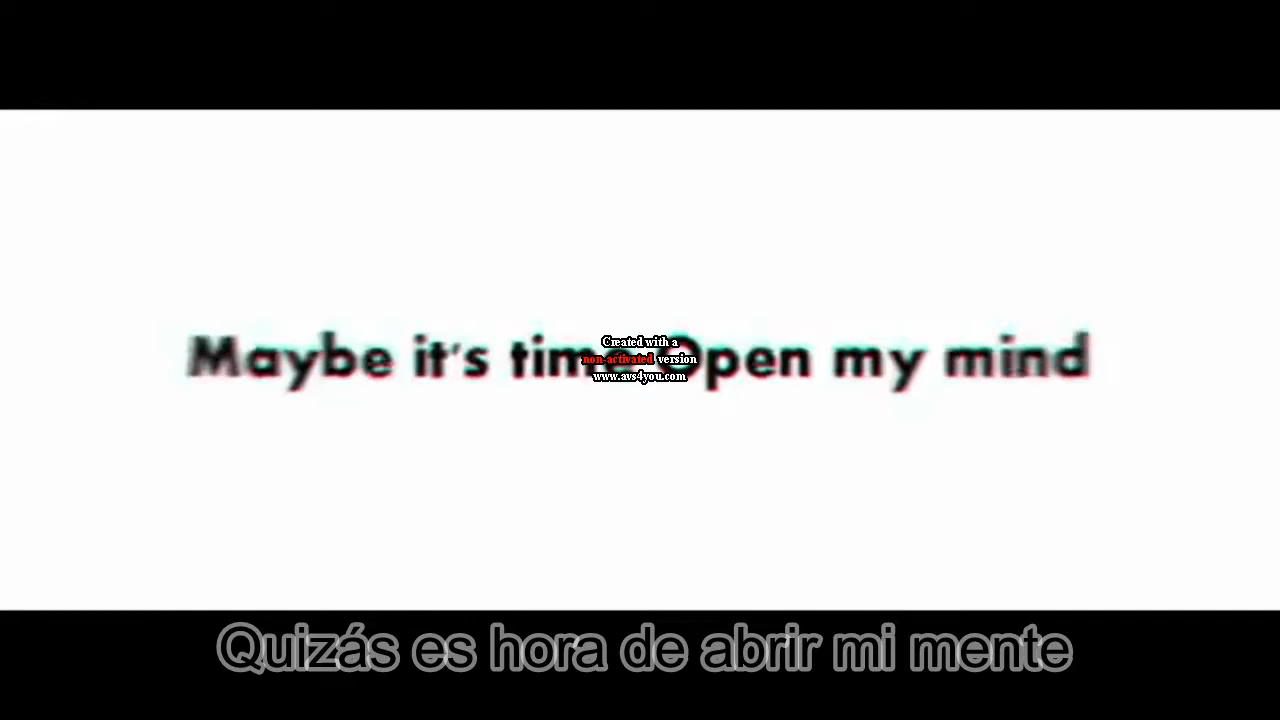 Maybe it's time Open my mind
Created with a
non-activated version
www.avs4you.com
Quizás es hora de abrir mi mente